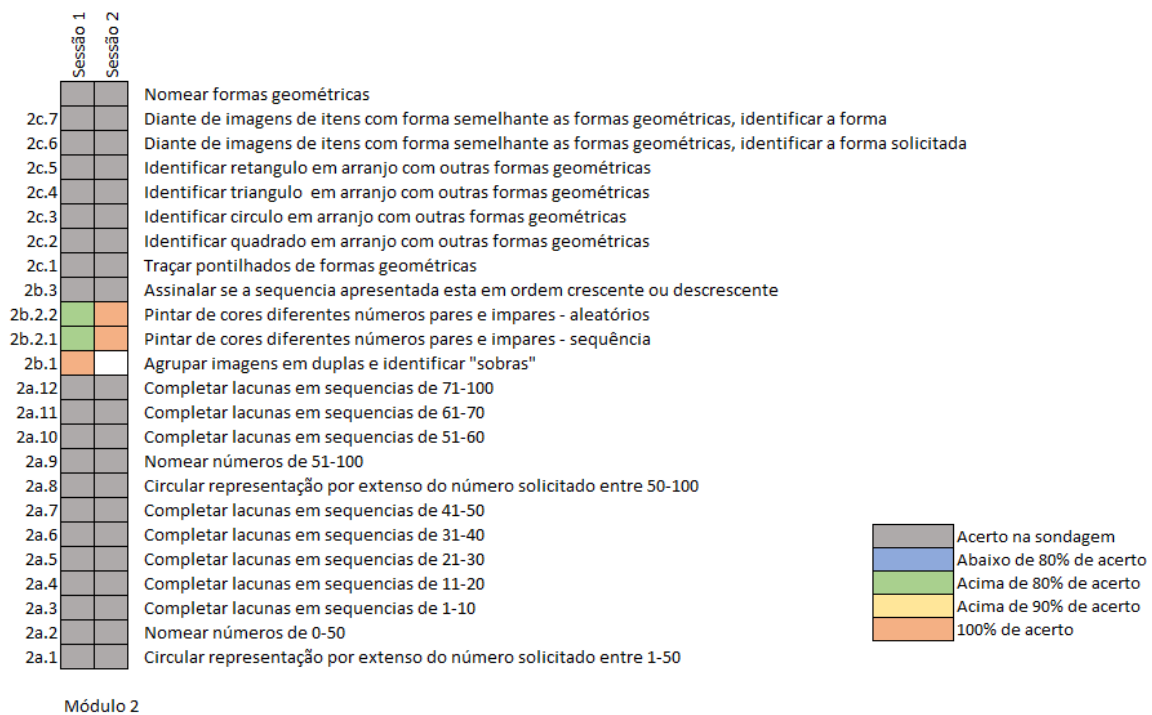 Sessão 1
Sessão 2
Nomear formas geométricas
2c.7 Diante de imagens de itens com forma semelhante as formas geométricas, identificar a forma
2c.6 Diante de imagens de itens com forma semelhante as formas geométricas, identificar a forma solicitada
2c.5 Identificar retangulo em arranjo com outras formas geométricas
2c.4 Identificar triangulo em arranjo com outras formas geométricas
2c.3 Identificar circulo em arranjo com outras formas geométricas
2c.2 Identificar quadrado em arranjo com outras formas geométricas
2c.1 Traçar pontilhados de formas geométricas
2b.3 Assinalar se a sequencia apresentada esta em ordem crescente ou descrescente
2b.2.2 Pintar de cores diferentes números pares e impares - aleatórios
2b.2.1 Pintar de cores diferentes números pares e impares - sequência
2b.1 Agrupar imagens em duplas e identificar "sobras"
2a.12 Completar lacunas em sequencias de 71-100
2a.11 Completar lacunas em sequencias de 61-70
2a.10 Completar lacunas em sequencias de 51-60
2a.9 Nomear números de 51-100
2a.8 Circular representação por extenso do número solicitado entre 50-100
2a.7 Completar lacunas em sequencias de 41-50
2a.6 Completar lacunas em sequencias de 31-40
2a.5 Completar lacunas em sequencias de 21-30
2a.4 Completar lacunas em sequencias de 11-20
2a.3 Completar lacunas em sequencias de 1-10
2a.2 Nomear números de 0-50
2a.1 Circular representação por extenso do número solicitado entre 1-50
Acerto na sondagem
Abaixo de 80% de acerto
Acima de 80% de acerto
Acima de 90% de acerto
100% de acerto
Módulo 2